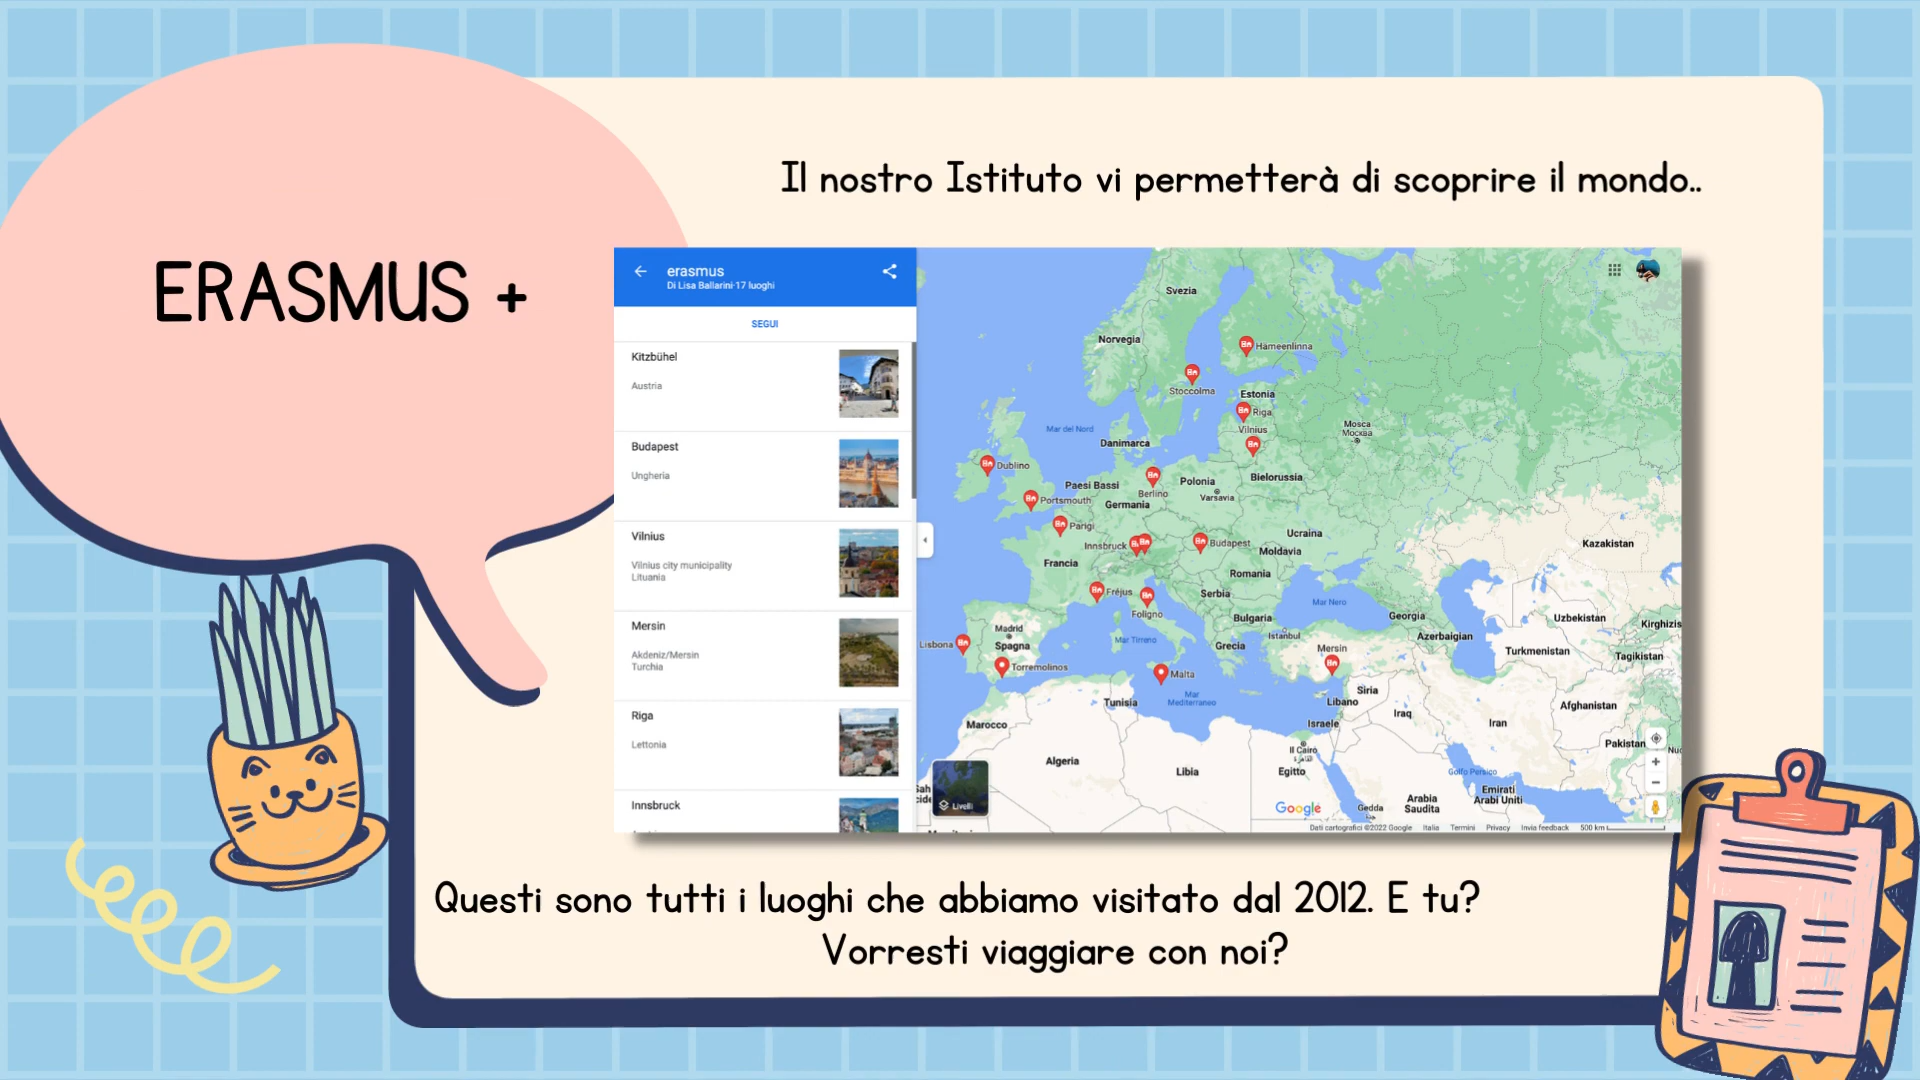 Il nostro Istituto vi permetterà di scoprire il mondo..
ERASMUS +
erasmus
Di Lisa Ballarini·17 luoghi
SEGUI
Kitzbühel
Austria
Budapest
Ungheria
Vilnius
Vilnius city municipality
Lituania
Mersin
Akdeniz/Mersin
Turchia
Riga
Lettonia
Innsbruck
Svezia
Norvegia
Hämeenlinna
Stoccolma
Estonia
Riga
Vilnius
Mosca
Москва
Mar del Nord
Danimarca
Dublino
Bielorussia
Paesi Bassi
Polonia
Berlino
Varsavia
Portsmouth
Germania
Parigi
Ucraina
Innsbruck
Budapest
Moldavia
Kazakistan
Francia
Romania
Fréjus
Serbia
Mar Nero
Foligno
Bulgaria
Georgia
Uzbekistan
Kirghizis
Madrid
Istanbul
Azerbaigian
Mar Tirreno
Lisbona
Spagna
Grecia
Mersin
Turkmenistan
Tagikistan
Torremolinos
Malta
Siria
Mar
Mediterraneo
Tunisia
Libano
Afghanistan
Iraq
Marocco
Israele
Iran
Pakistan
Nu
Il Cairo
Algeria
Libia
Egitto
Golfo Persico
Sah
cide
Livelli
Emirati
Arabi Uniti
Arabia
Saudita
Google
Gedda
Dati cartografici ©2022 Google Italia Termini Privacy Invia feedback 500 km
Questi sono tutti i luoghi che abbiamo visitato dal 2012. E tu?
Vorresti viaggiare con noi?